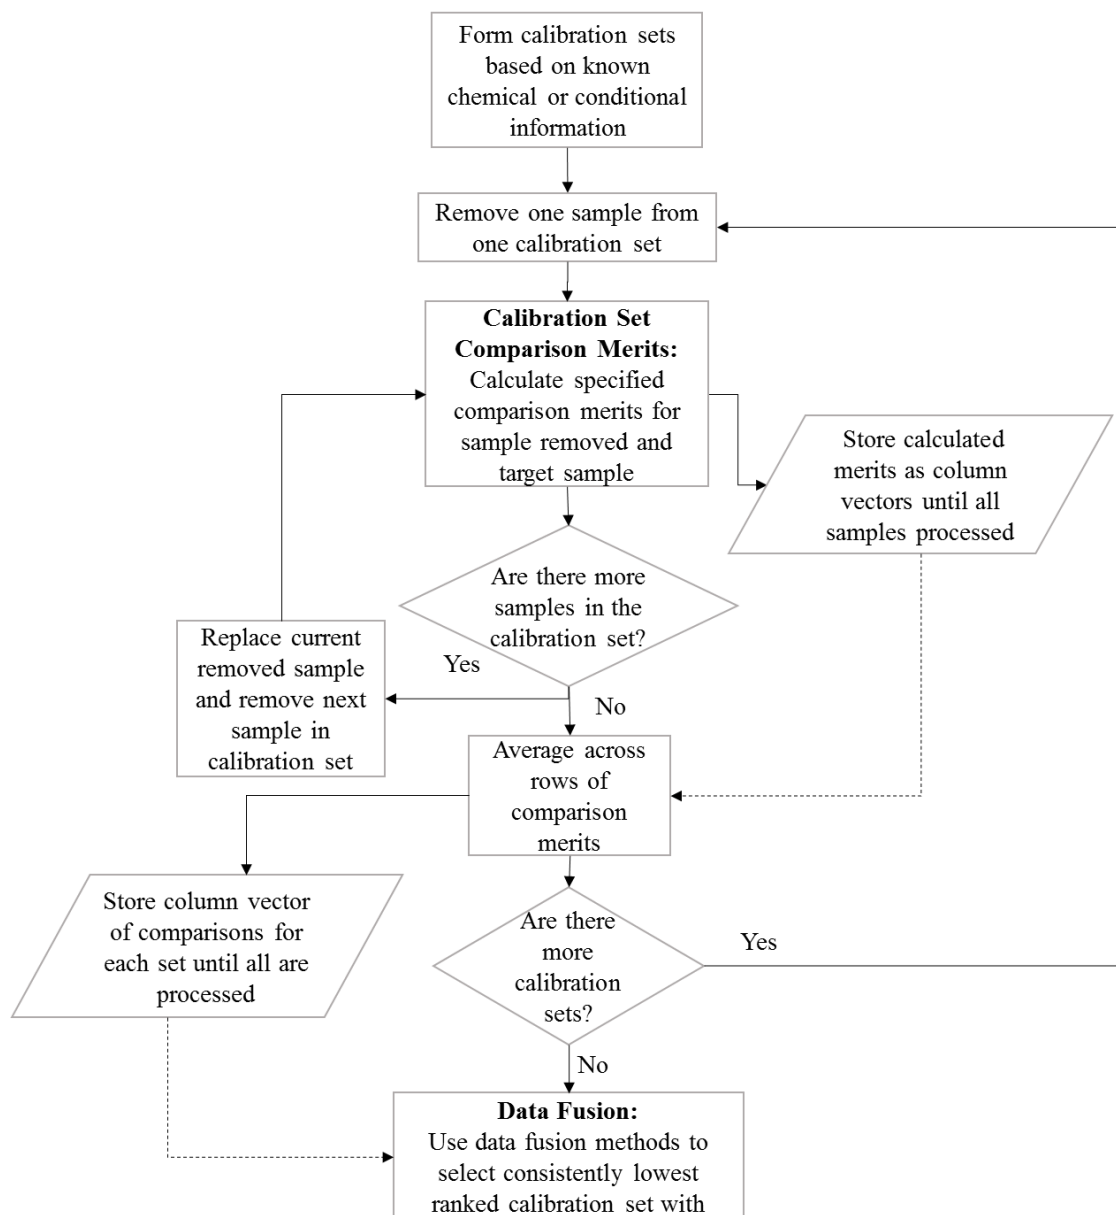 Form calibration sets
based on known
chemical or conditional
information
Remove one sample from
one calibration set
Calibration Set
Comparison Merits:
Calculate specified
comparison merits for
sample removed and
target sample
Store calculated
merits as column
vectors until all
samples processed
Are there more
samples in the
calibration set?
Yes
No
Replace current
removed sample
and remove next
sample in
calibration set
Average across
rows of
comparison
merits
Store column vector
of comparisons for
each set until all are
processed
Are there
more
calibration
sets?
Yes
No
Data Fusion:
Use data fusion methods to
select consistently lowest
ranked calibration set with